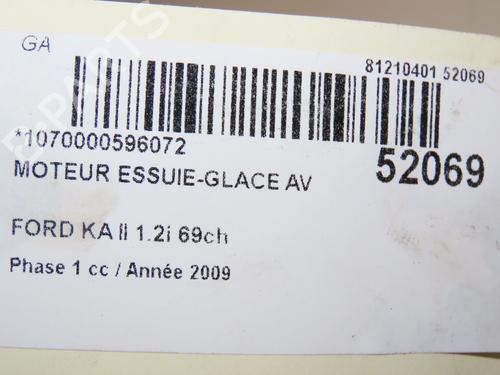 GA
81210401 52069
*1070000596072
52069
MOTEUR ESSUIE-GLACE AV
FORD KA II 1.2i 69ch
Phase 1 cc / Année 2009